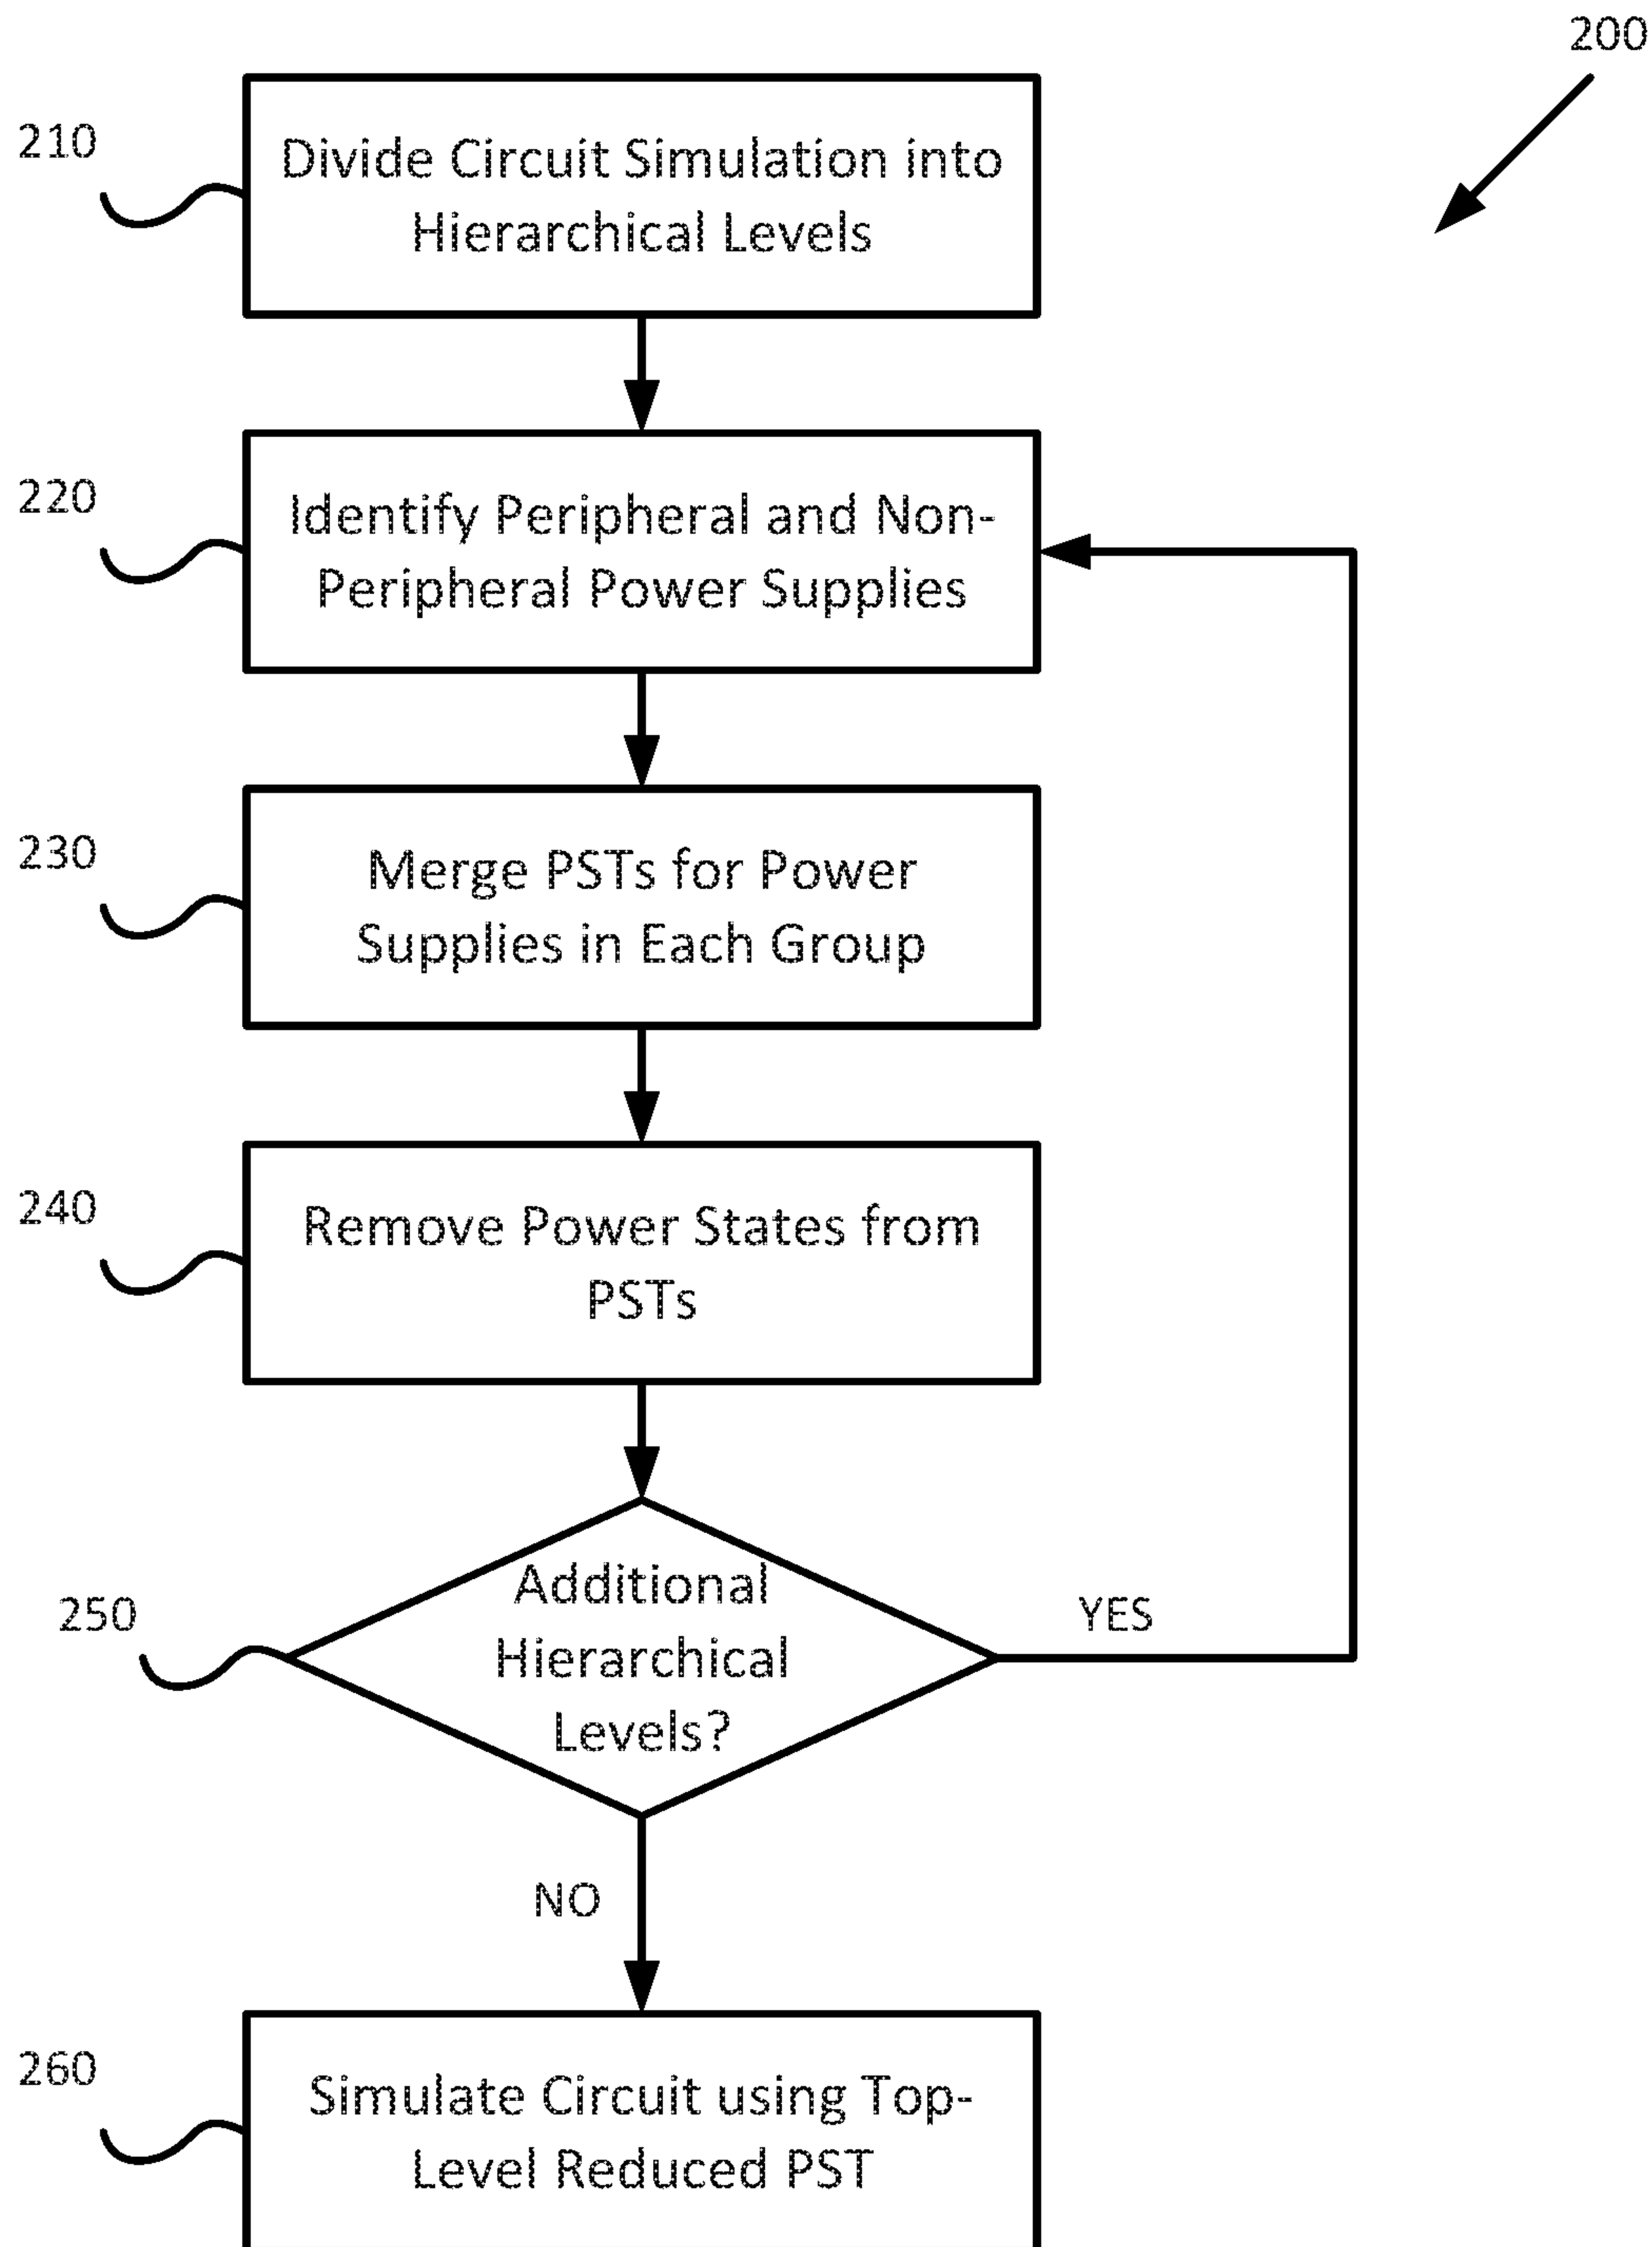 200
210
Divide Circuit Simulation into
Hierarchical Levels
220
Identify Peripheral and Non-
Peripheral Power Supplies
230
Merge PSTs for Power
Supplies in Each Group
240
Remove Power States from
PSTs
250
Additional
Hierarchical
Levels?
YES
NO
260
Simulate Circuit using Top-
Level Reduced PST